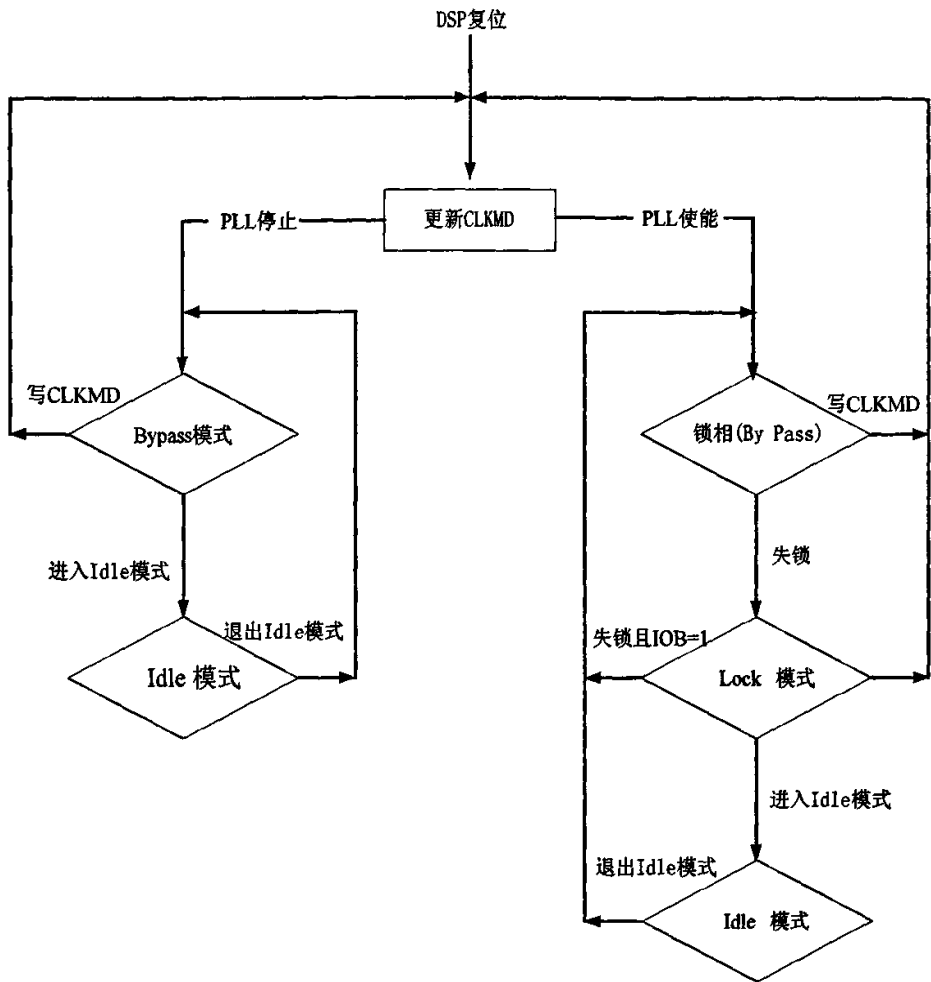 DSP复位
更新CLKMD
PLL停止
PLL使能
写CLKMD
Bypass模式
锁相(By Pass)
写CLKMD
进入Idle模式
失锁
退出Idle模式
失锁且IOB=1
Idle 模式
Lock 模式
进入Idle模式
退出Idle模式
Idle 模式